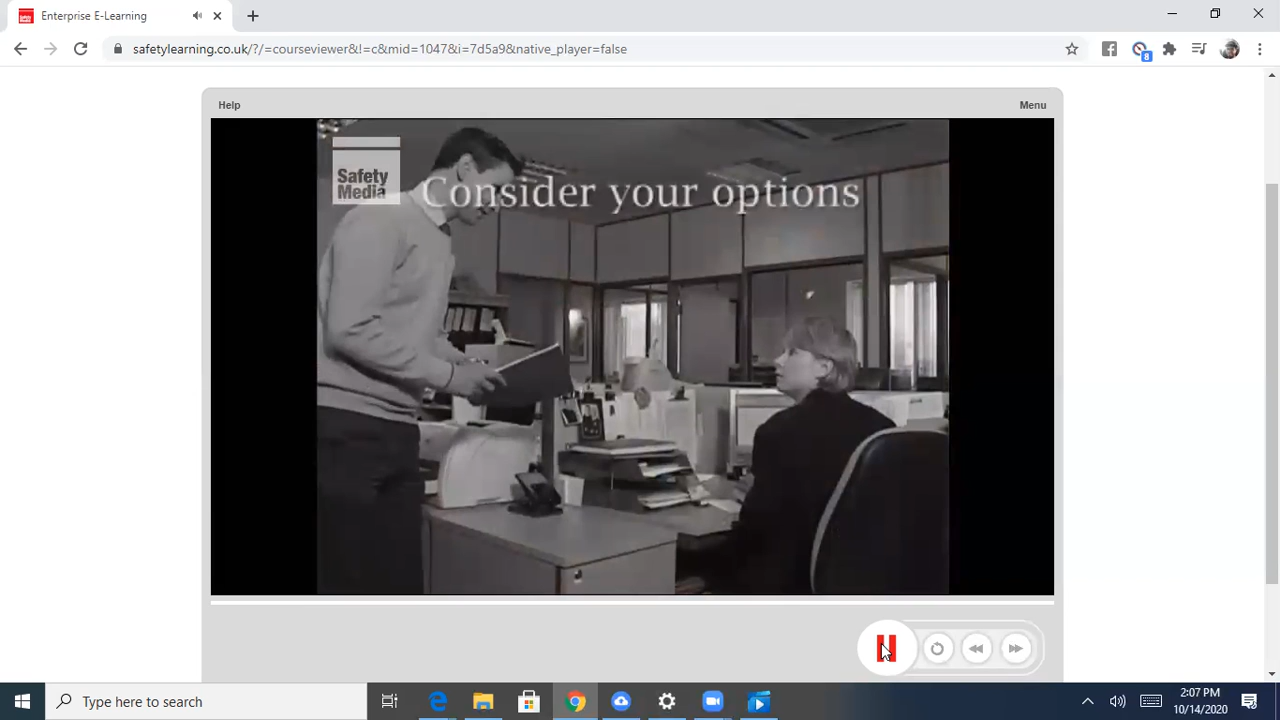 Enterprise E-Learning
safetylearning.co.uk/?/=courseviewer&!=c&mid=1047&i=7d5a9&native_player=false
8
Help
Menu
Safety
Media
Consider your options
Type here to search
2:07 PM
10/14/2020